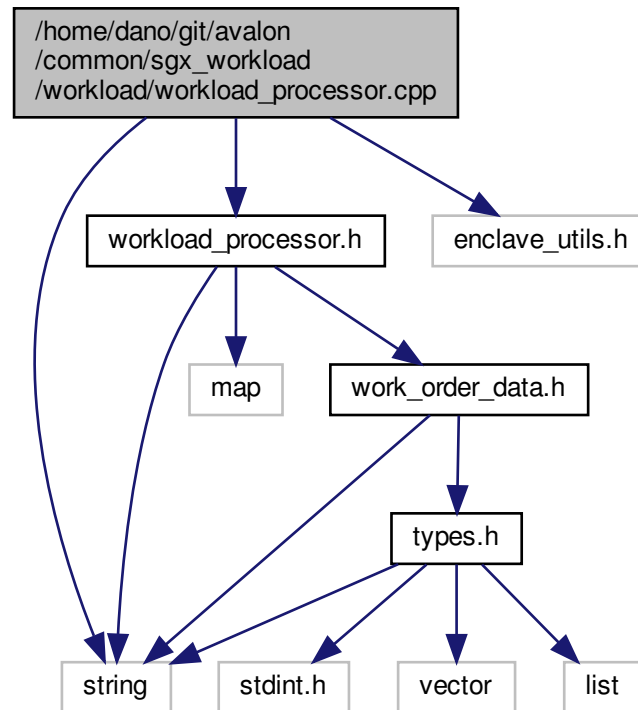 /home/dano/git/avalon
/common/sgx_workload
/workload/workload_processor.cpp
workload_processor.h
enclave_utils.h
map
work_order_data.h
types.h
string
stdint.h
vector
list